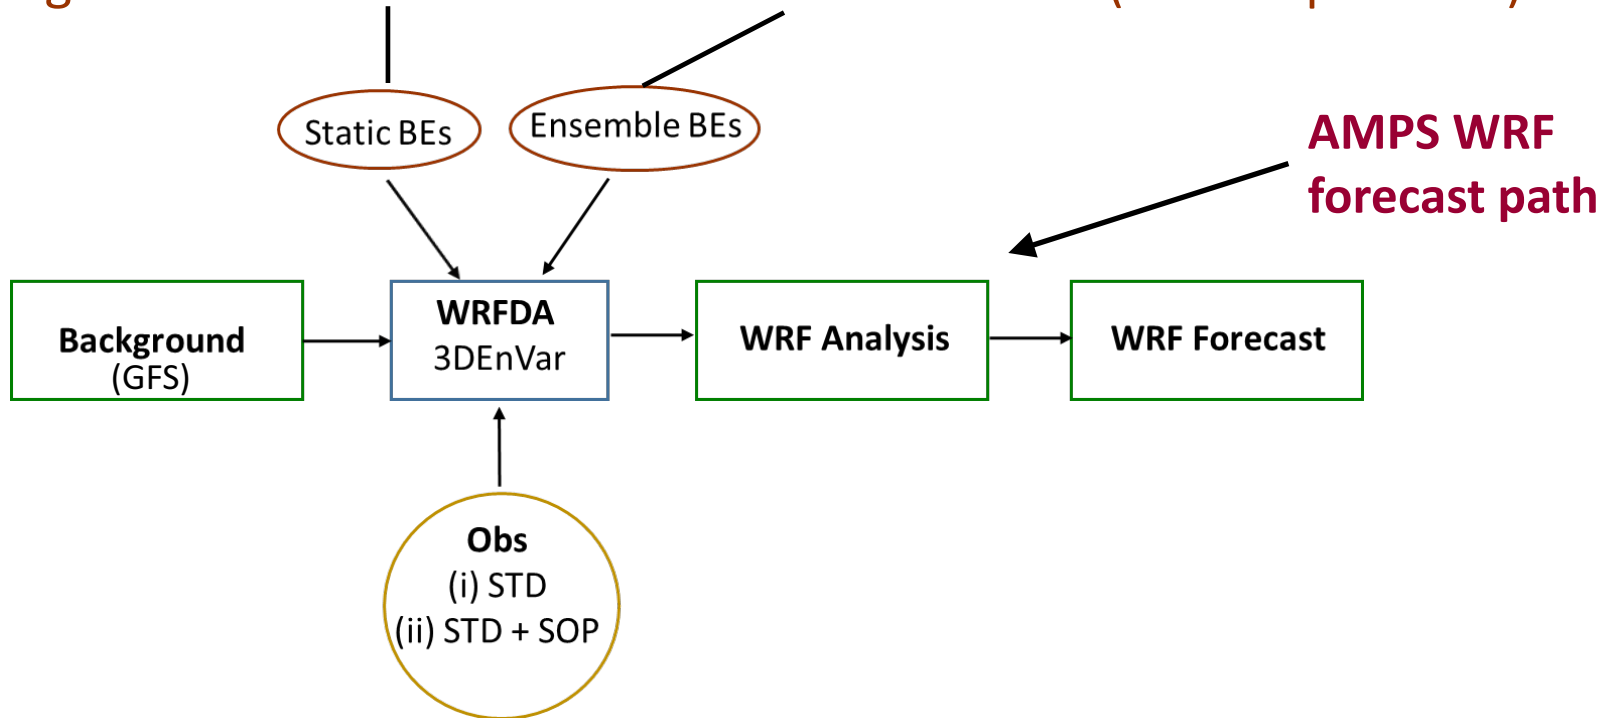 Static BEs
Ensemble BEs
AMPS WRF
forecast path
Background
(GFS)
WRFDA
3DEnVar
WRF Analysis
WRF Forecast
Obs
(i) STD
(ii) STD + SOP